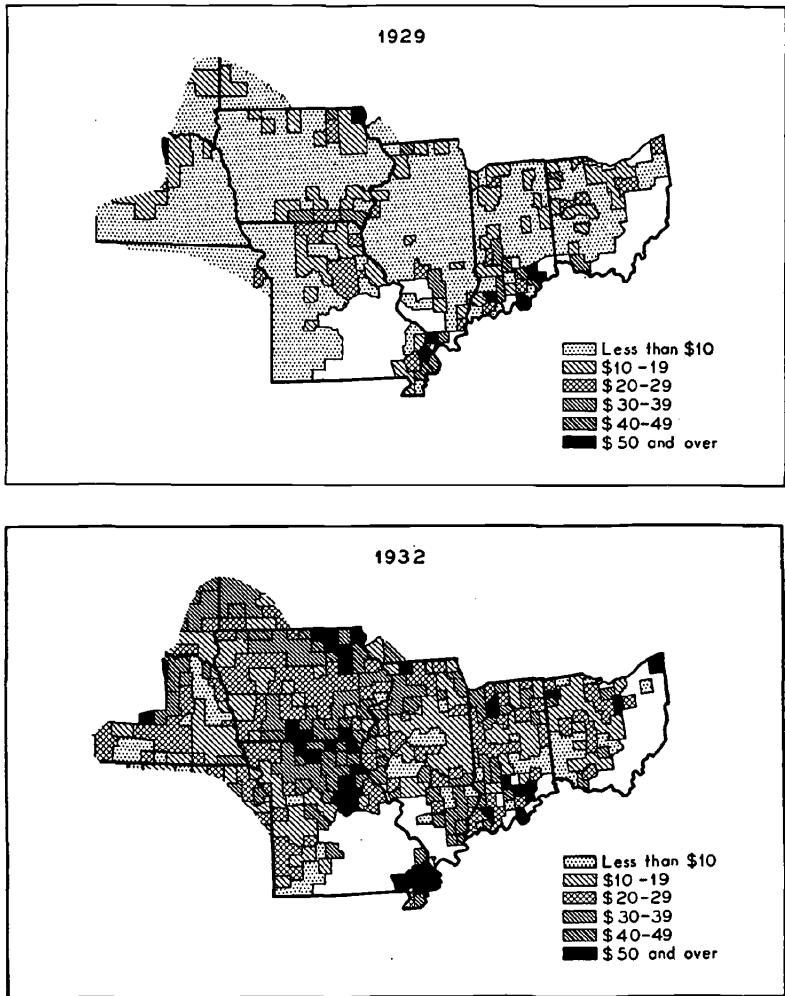 1929
Less than $10
$10-19
$20-29
$30-39
$40-49
$50 and over
1932
Less than $10
$10-19
$20-29
$30-39
$40-49
$50 and over